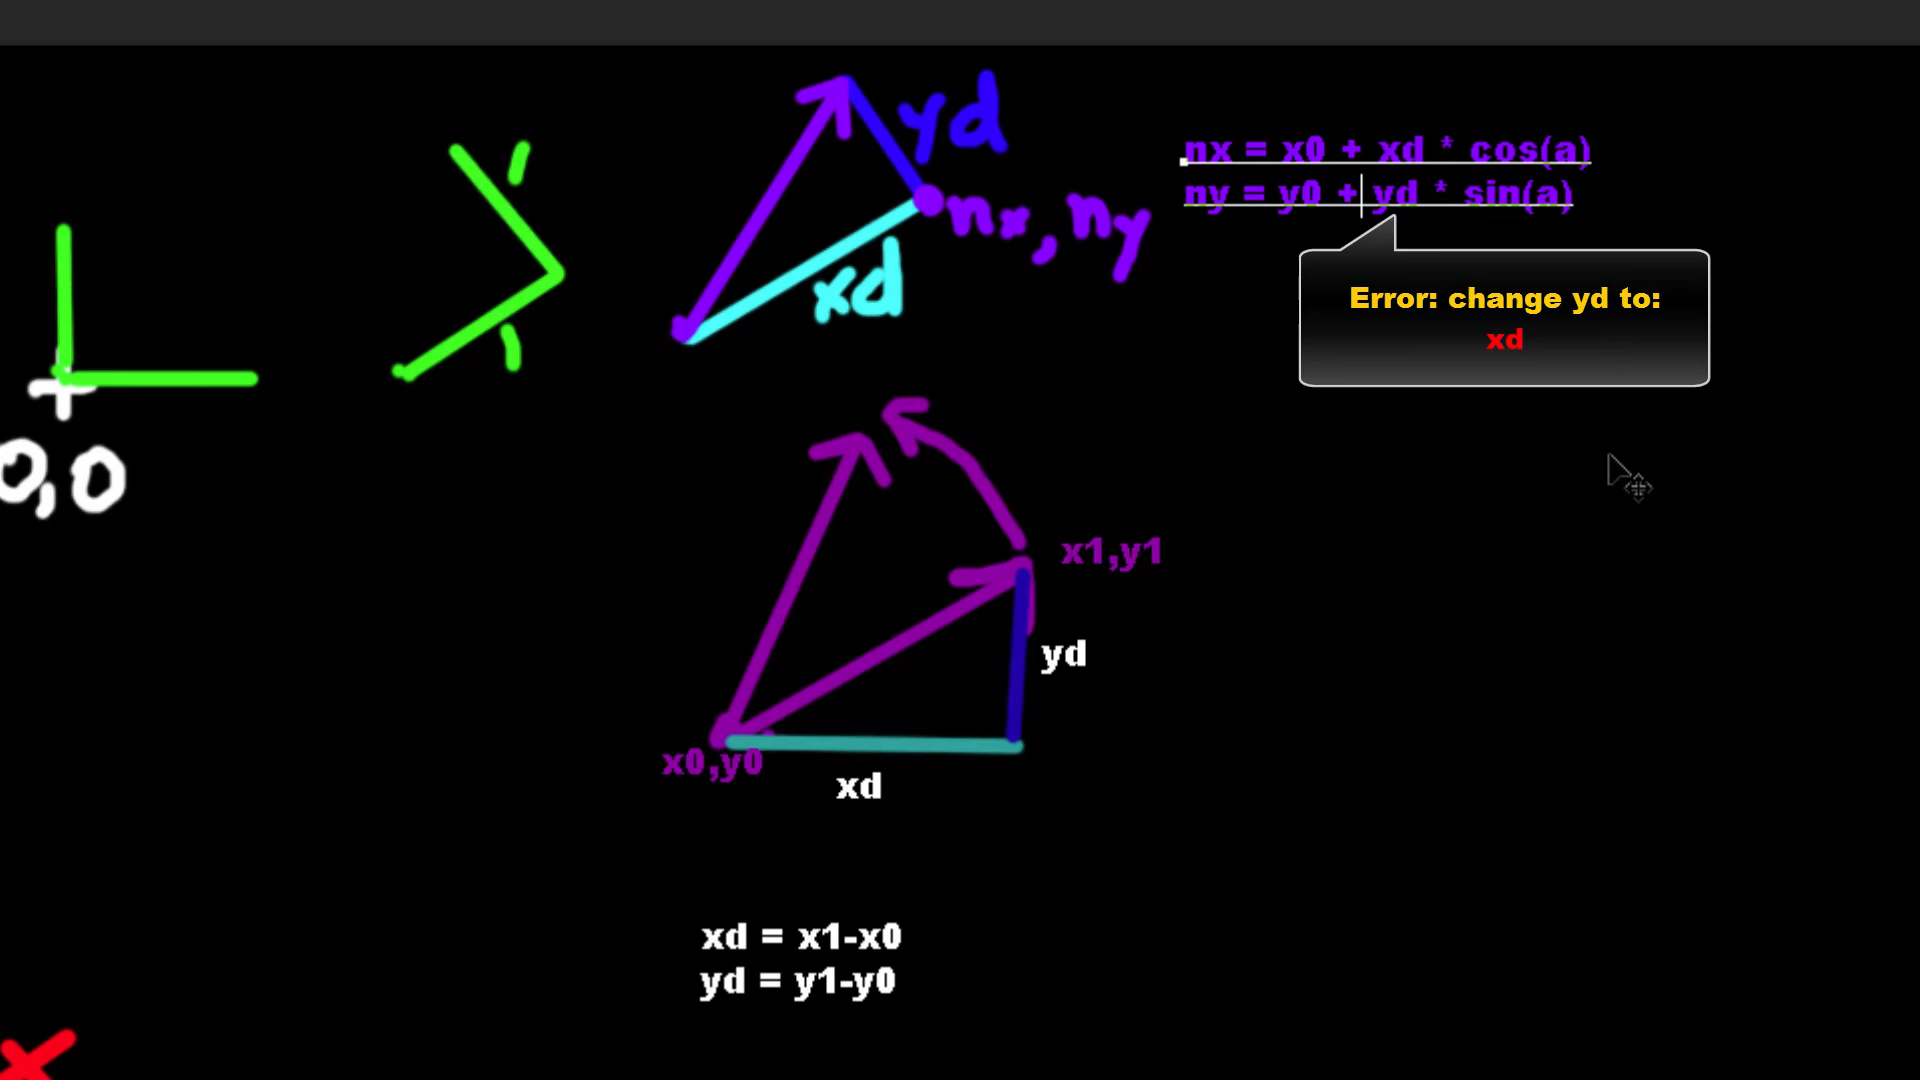 yd
nx = x0 + xd * cos(a)
ny = y0 + yd * sin(a)
nx, ny
xd
Error: change yd to:
xd
0,0
x1,y1
yd
x0,y0
xd
xd = x1-x0
yd = y1-y0